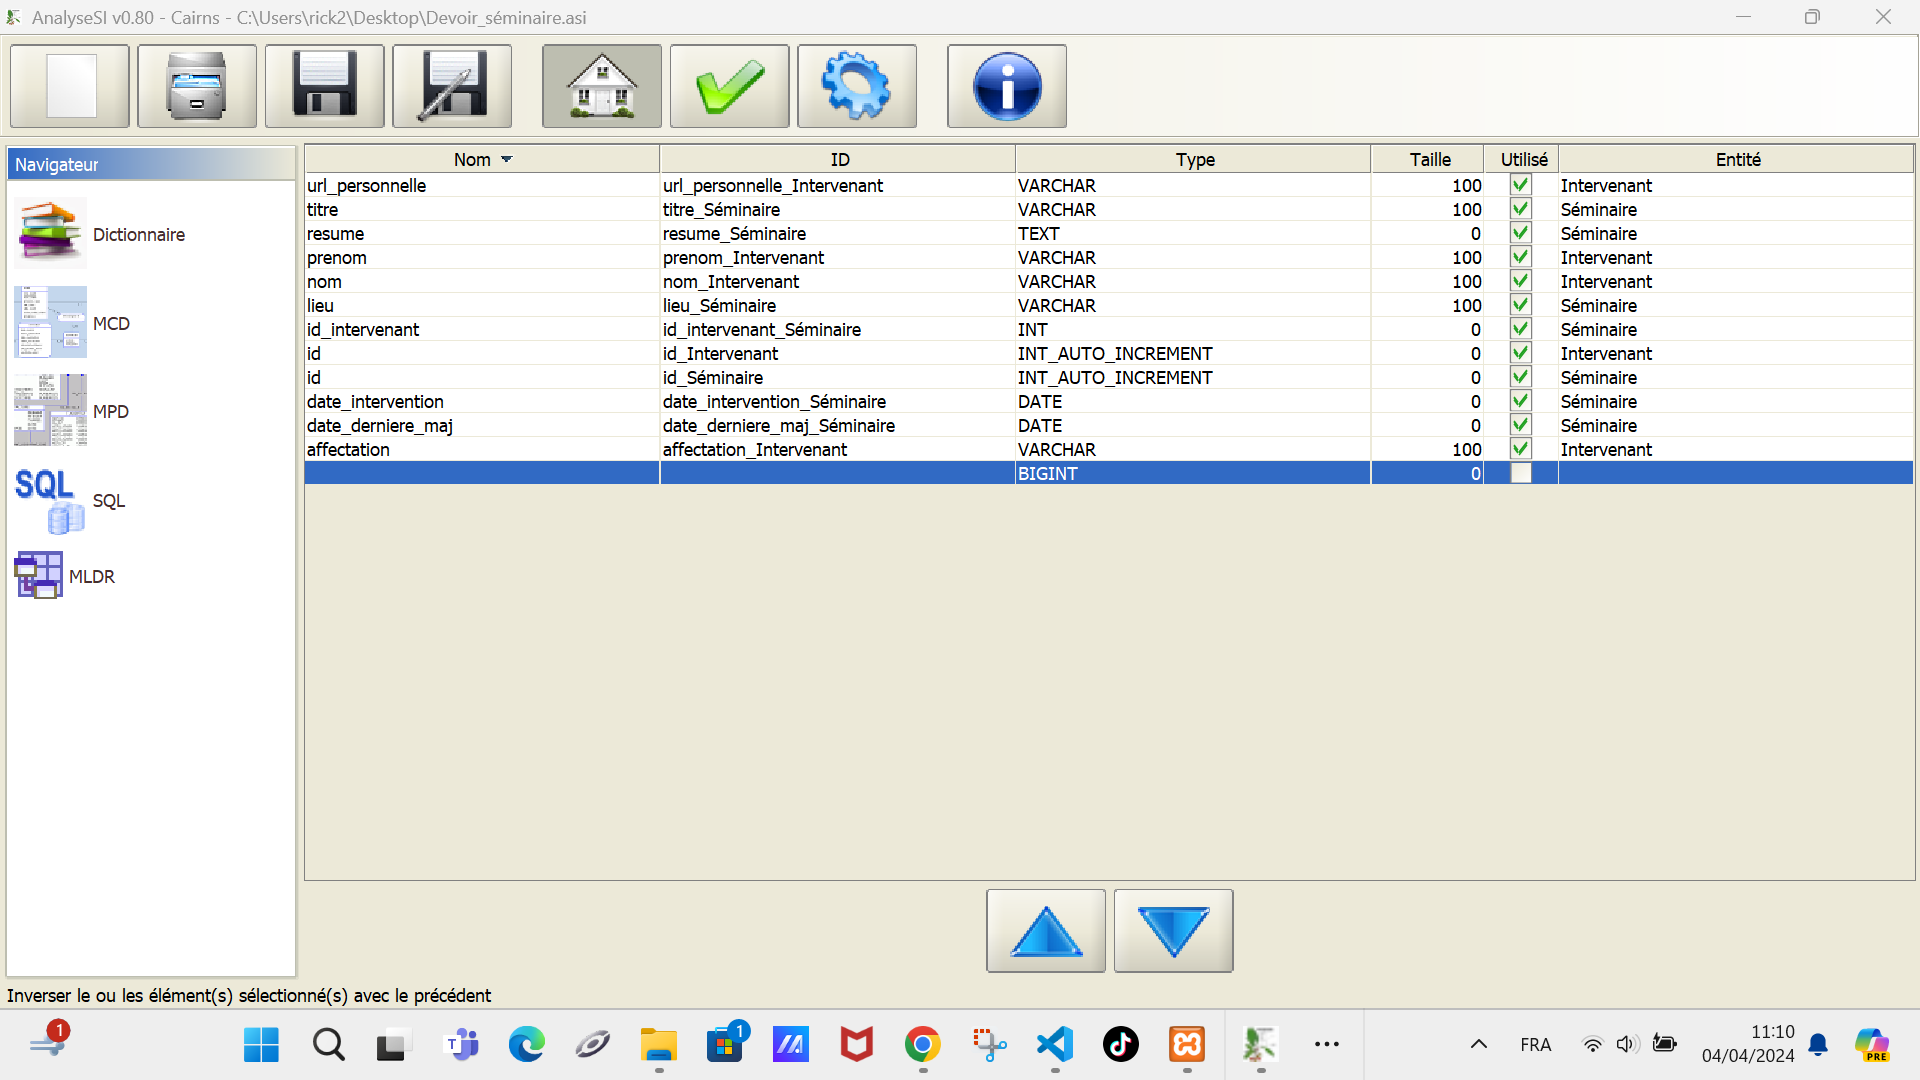 AnalyseSI v0.80 - Cairns - C:\Users\rick2\Desktop\Devoir_séminaire.asi
Navigateur
Dictionnaire
MCD
MPD
SQL SQL
MLDR
Nom ID Type Taille Utilisé Entité
url_personnelle url_personnelle_Intervenant VARCHAR 100 Intervenant
titre titre_Séminaire VARCHAR 100 Séminaire
resume resume_Séminaire TEXT 0 Séminaire
prenom prenom_Intervenant VARCHAR 100 Intervenant
nom nom_Intervenant VARCHAR 100 Intervenant
lieu lieu_Séminaire VARCHAR 100 Séminaire
id_intervenant id_intervenant_Séminaire INT 0 Séminaire
id id_Intervenant INT_AUTO_INCREMENT 0 Intervenant
id id_Séminaire INT_AUTO_INCREMENT 0 Séminaire
date_intervention date_intervention_Séminaire DATE 0 Séminaire
date_derniere_maj date_derniere_maj_Séminaire DATE 0 Séminaire
affectation affectation_Intervenant VARCHAR 100 Intervenant
BIGINT 0
Inverser le ou les élément(s) sélectionné(s) avec le précédent
1
T
1
FRA
11:10
04/04/2024
PRE